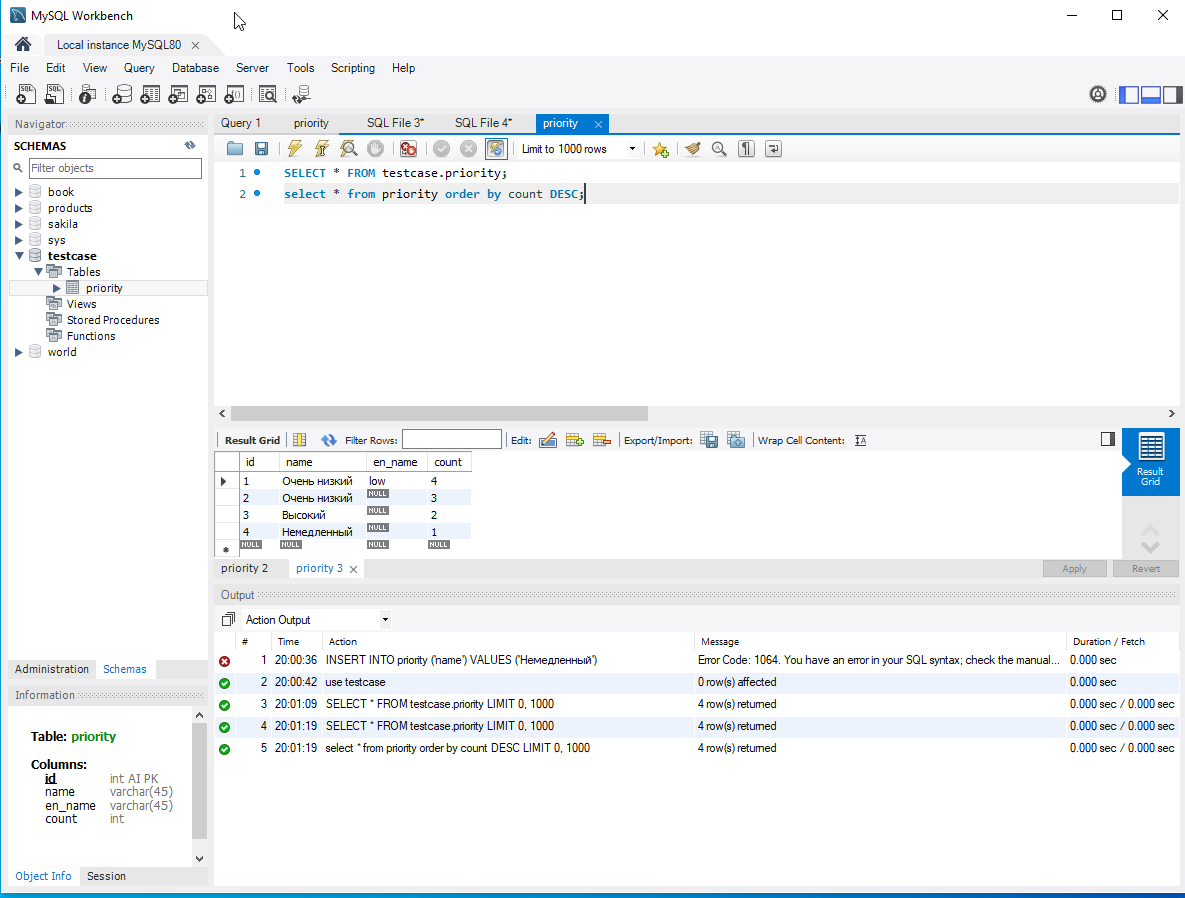 MySQL Workbench
Local instance MySQL80
File Edit View Query Database Server Tools Scripting Help
Navigator
SCHEMAS
Filter objects
book
products
sakila
sys
testcase
Tables
priority
Views
Stored Procedures
Functions
world
Administration Schemas
Information
Table: priority
Columns:
id int AI PK
name varchar(45)
en_name varchar(45)
count int
Object Info Session
Query 1 priority SQL File 3* SQL File 4* priority
Limit to 1000 rows
1 SELECT * FROM testcase.priority;
2 select * from priority order by count DESC;
Result Grid Filter Rows: Edit: Export/Import: Wrap Cell Content:
id name en_name count
1 Очень низкий low 4
2 Очень низкий NULL 3
3 Высокий NULL 2
4 Немедленный NULL 1
NULL NULL NULL NULL
Result
Grid
priority 2 priority 3 Apply Revert
Output
Action Output
# Time Action Message Duration / Fetch
1 20:00:36 INSERT INTO priority ('name') VALUES ('Немедленный') Error Code: 1064. You have an error in your SQL syntax; check the manual... 0.000 sec
2 20:00:42 use testcase 0 row(s) affected 0.000 sec
3 20:01:09 SELECT * FROM testcase.priority LIMIT 0, 1000 4 row(s) returned 0.000 sec / 0.000 sec
4 20:01:19 SELECT * FROM testcase.priority LIMIT 0, 1000 4 row(s) returned 0.000 sec / 0.000 sec
5 20:01:19 select * from priority order by count DESC LIMIT 0, 1000 4 row(s) returned 0.000 sec / 0.000 sec